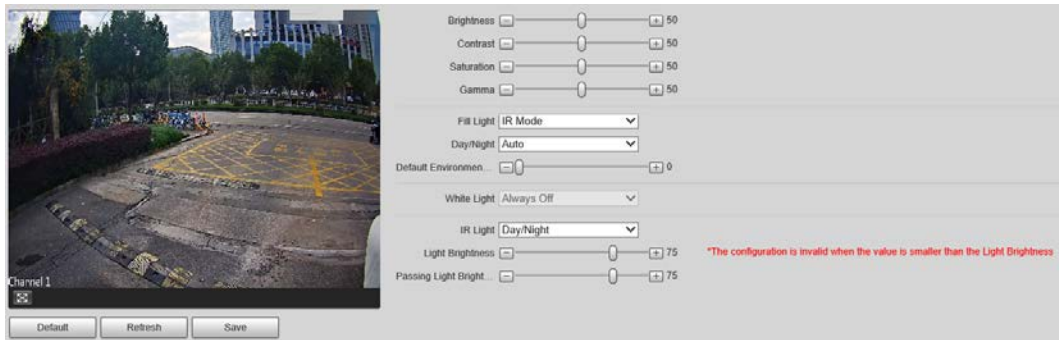 Brightness 50
Contrast 50
Saturation 50
Gamma 50
Fill Light IR Mode
Day/Night Auto
Default Environmen... 0
White Light Always Off
IR Light Day/Night
Light Brightness 75 *The configuration is invalid when the value is smaller than the Light Brightness
Passing Light Bright... 75
Channel 1
Default Refresh Save